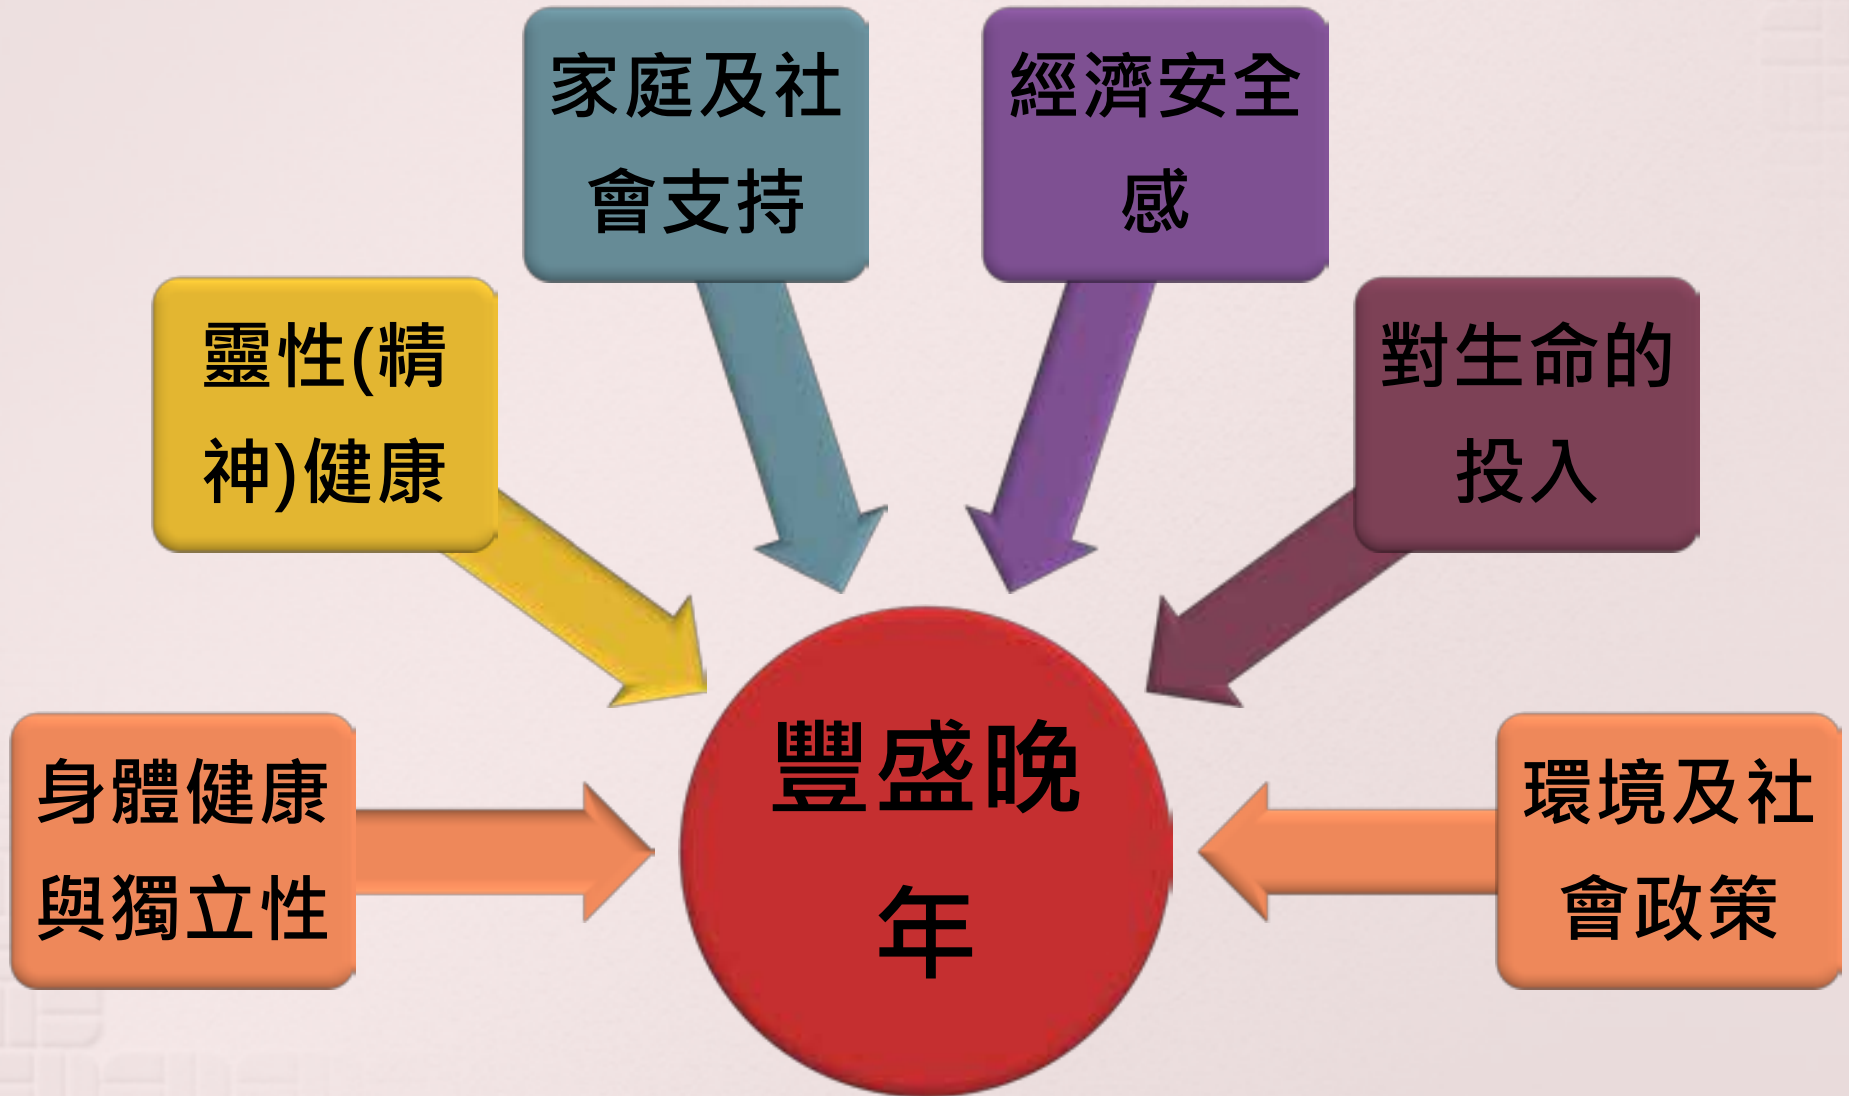 家庭及社
會支持
經濟安全
感
靈性(精
神)健康
對生命的
投入
身體健康
與獨立性
豐盛晚
年
環境及社
會政策